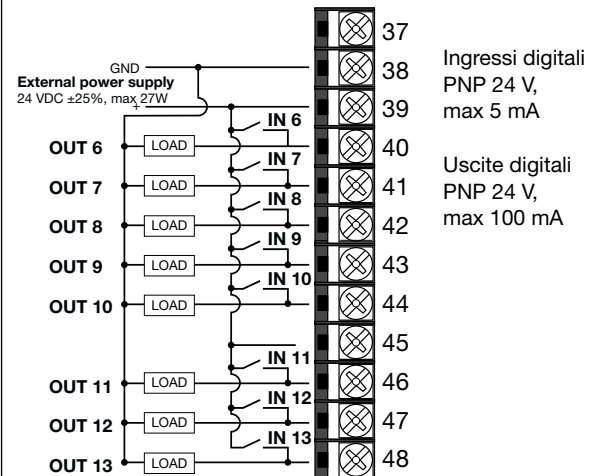 37
GND
38
External power supply
24 VDC ±25%, max 27W
+
39
IN 6
OUT 6
LOAD
40
IN 7
OUT 7
LOAD
41
IN 8
OUT 8
LOAD
42
IN 9
OUT 9
LOAD
43
IN 10
OUT 10
LOAD
44
45
IN 11
OUT 11
LOAD
46
IN 12
OUT 12
LOAD
47
IN 13
OUT 13
LOAD
48
Ingressi digitali
PNP 24 V,
max 5 mA
Uscite digitali
PNP 24 V,
max 100 mA